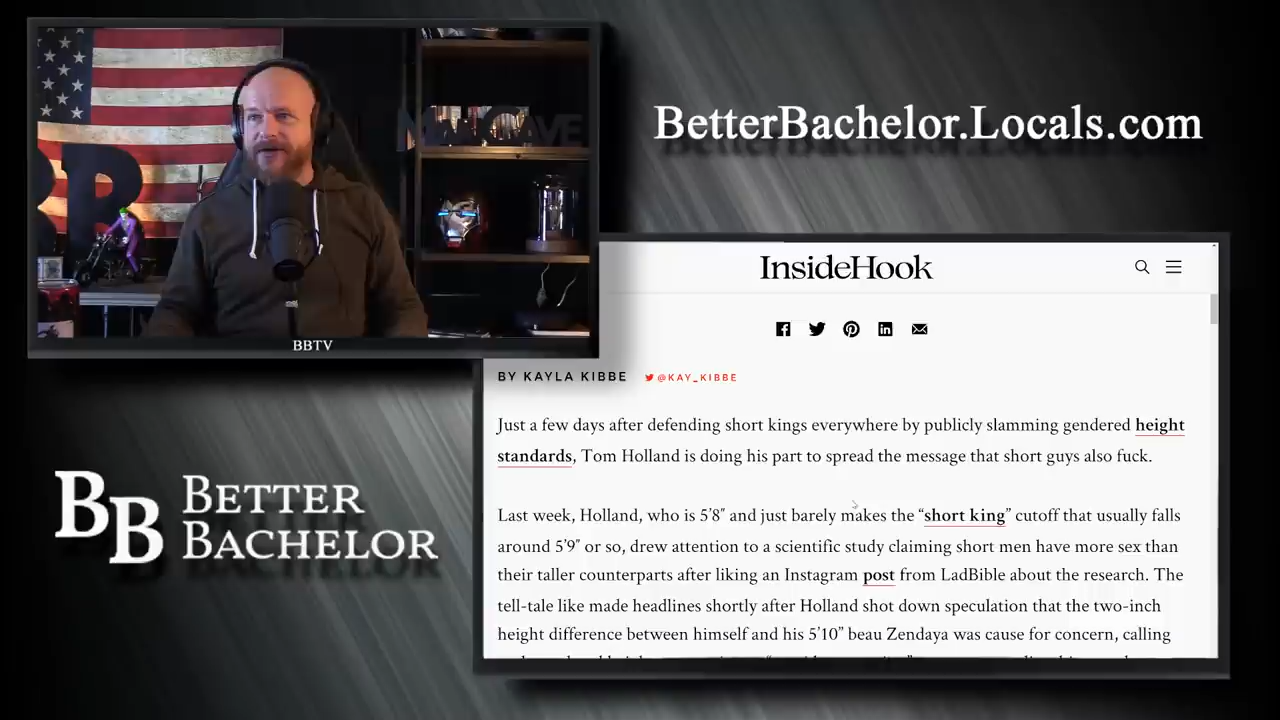 MAN CAVE
BBTV
BetterBachelor.Locals.com
BB BETTER
BACHELOR
InsideHook
BY KAYLA KIBBE @KAY_KIBBE
Just a few days after defending short kings everywhere by publicly slamming gendered height
standards, Tom Holland is doing his part to spread the message that short guys also fuck.
Last week, Holland, who is 5’8″ and just barely makes the “short king” cutoff that usually falls
around 5’9″ or so, drew attention to a scientific study claiming short men have more sex than
their taller counterparts after liking an Instagram post from LadBible about the research. The
tell-tale like made headlines shortly after Holland shot down speculation that the two-inch
height difference between himself and his 5’10” beau Zendaya was cause for concern, calling